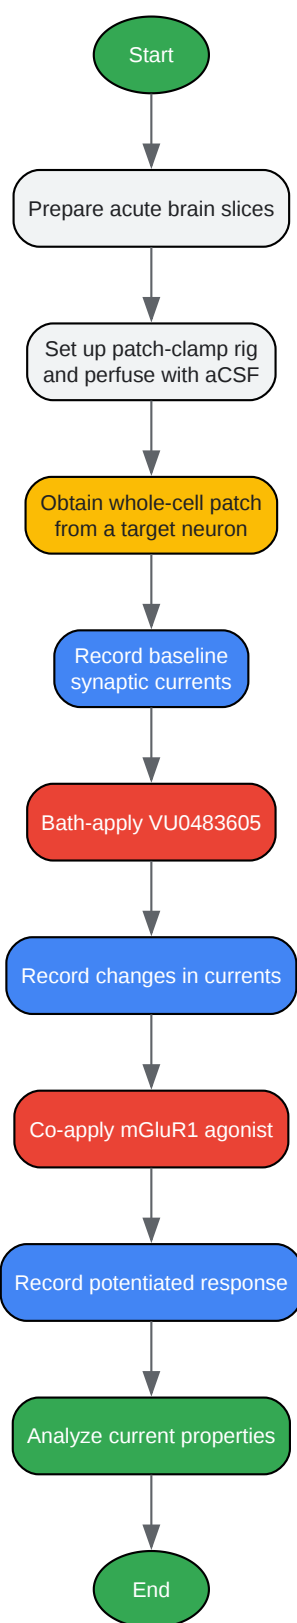 Start
Prepare acute brain slices
Set up patch-clamp rig
and perfuse with aCSF
Obtain whole-cell patch
from a target neuron
Record baseline
synaptic currents
Bath-apply VU0483605
Record changes in currents
Co-apply mGluR1 agonist
Record potentiated response
Analyze current properties
End